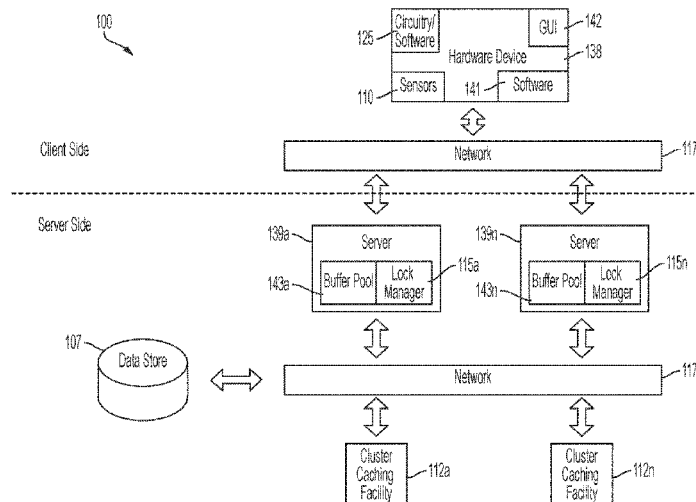 100
Circuitry/
Software
125
GUI
142
Hardware Device
138
Sensors
110
141
Software
Client Side
Network
117
Server Side
139a
Server
139n
Server
Buffer Pool
Lock
Manager
115a
143a
Buffer Pool
Lock
Manager
115n
143n
107
Data Store
Network
117
Cluster
Caching
Facility
112a
Cluster
Caching
Facility
112n